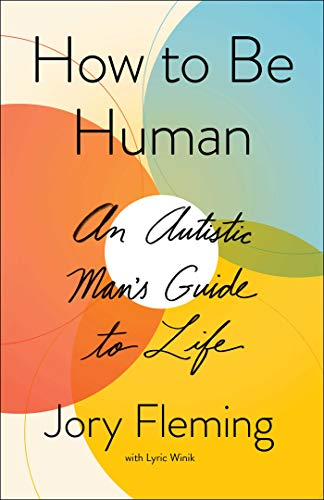 How to Be
Human
An Autistic
Man's Guide
to Life
Jory Fleming
with Lyric Winik